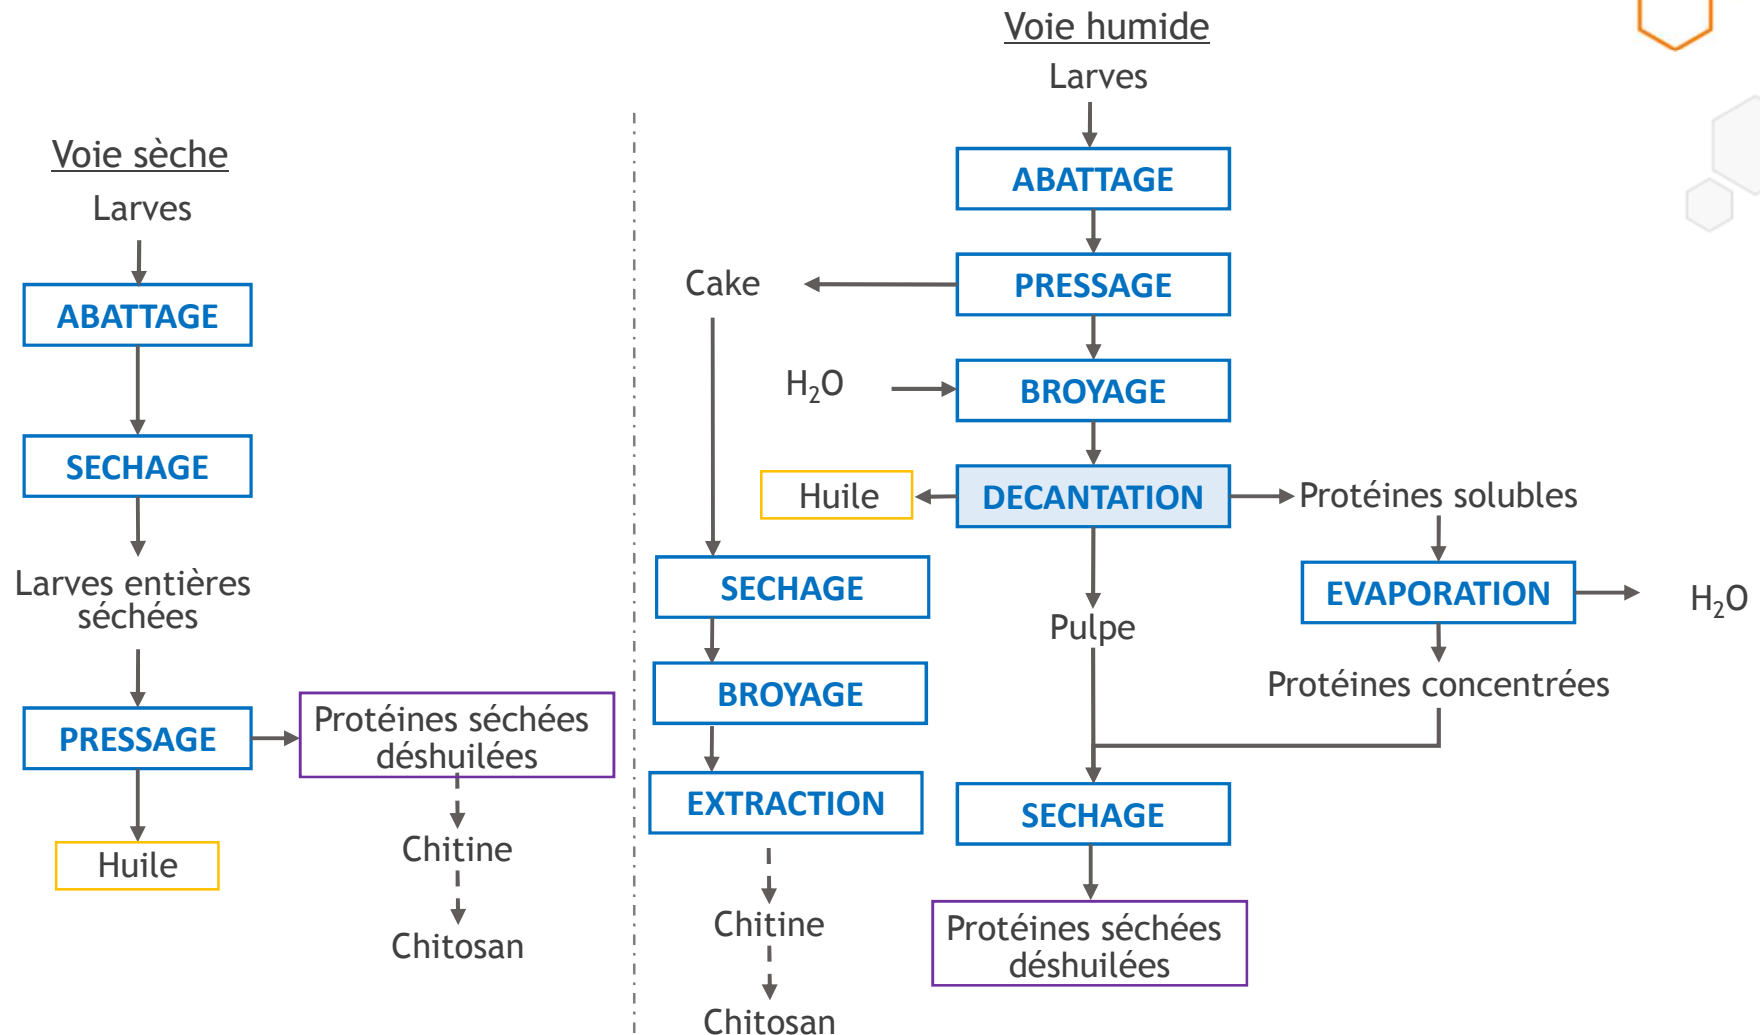 Voie sèche
Larves
ABATTAGE
SECHAGE
Larves entières
séchées
PRESSAGE
Protéines séchées
déshuilées
Huile
Chitine
Chitosan
Voie humide
Larves
ABATTAGE
Cake
PRESSAGE
H₂O
BROYAGE
Huile
DECANTATION
Protéines solubles
SECHAGE
EVAPORATION
H₂O
Pulpe
BROYAGE
Protéines concentrées
EXTRACTION
SECHAGE
Chitine
Protéines séchées
déshuilées
Chitosan